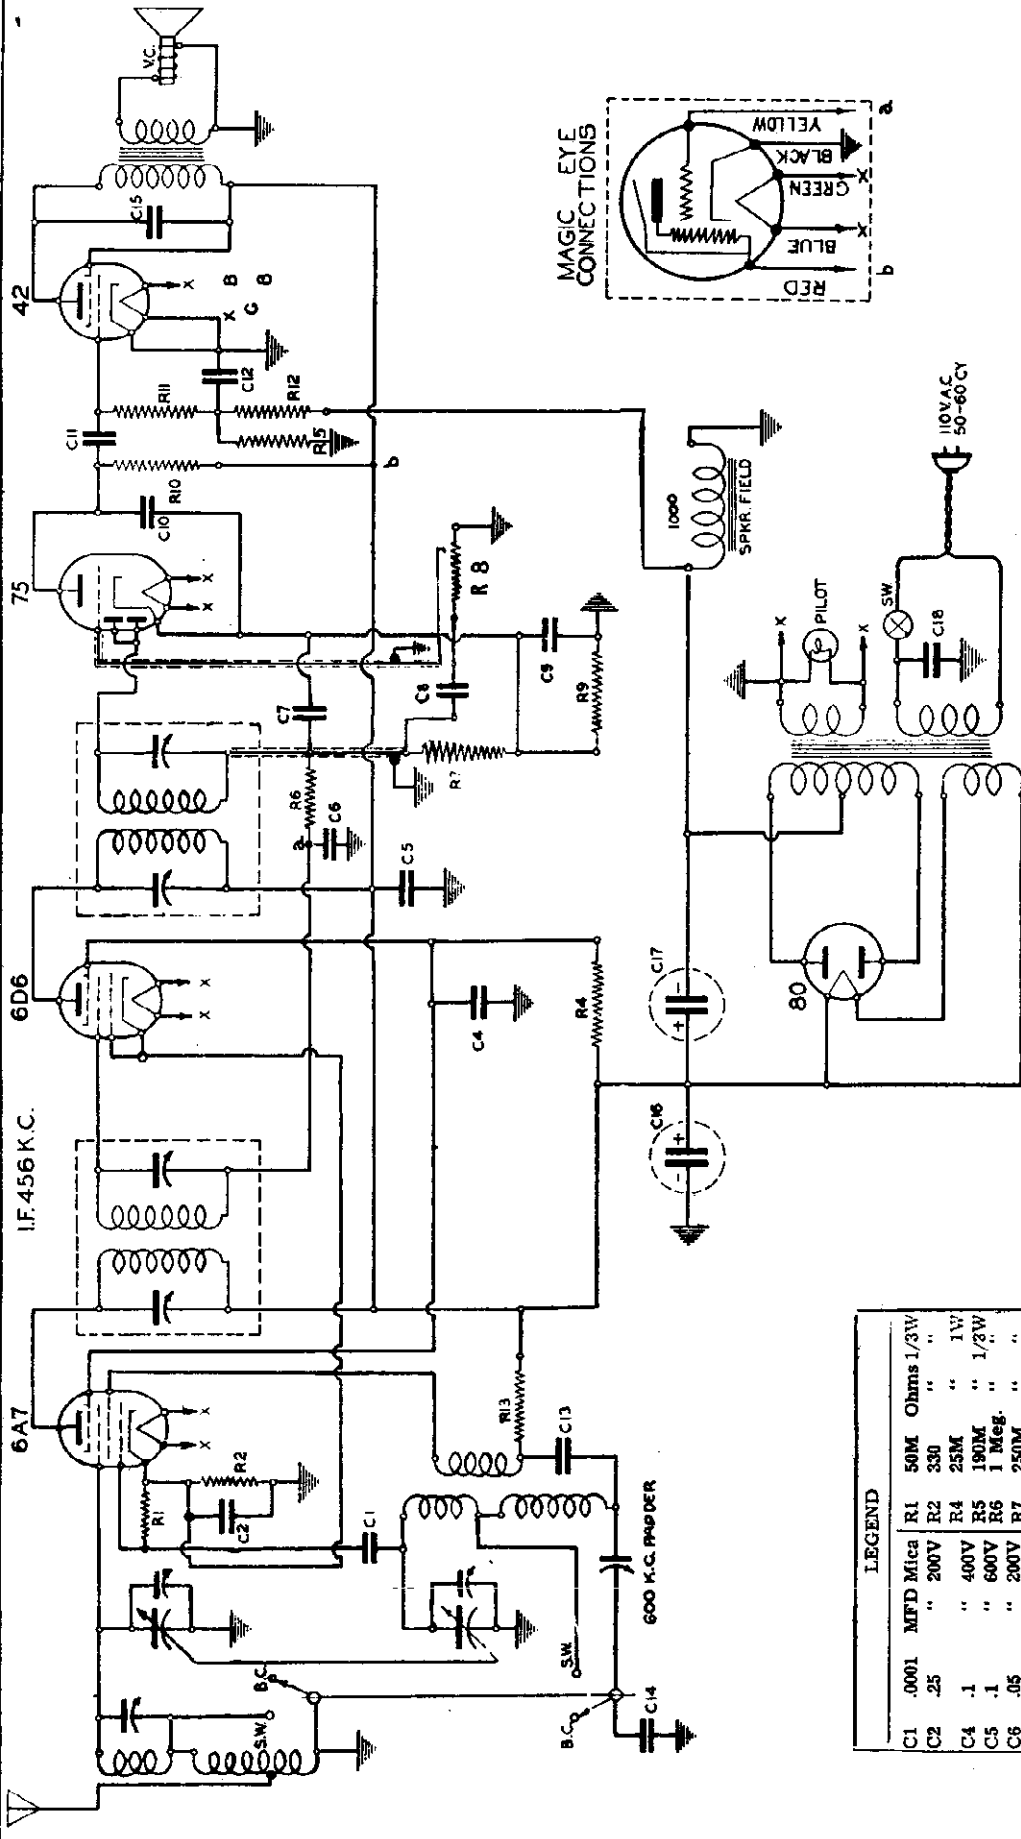 6A7
I.F. 456 K.C.
6D6
75
42
V.C.
C15
X
X
X
X
X
X
X
X
G
B
B
R1
C2
R2
C7
R6
a
C6
C10
R10
C11
R11
C12
R12
R15
b
B.C.
S.W.
C1
C5
C8
R7
R8
C9
R9
C4
R4
R13
C13
B.C.
S.W.
C14
600 K.C. PADDER
MAGIC EYE
CONNECTIONS
RED
BLUE
GREEN
BLACK
YELLOW
b
X
X
a
C16
+
-
C17
+
-
1000
SPKR. FIELD
80
X
PILOT
X
SW
C18
110V. A.C.
50-60 CY
LEGEND
C1 .0001 MFD Mica R1 50M Ohms 1/3W
C2 .25 " 200V R2 330 " "
C4 .1 " 400V R4 25M " 1W
C5 .1 " 600V R5 190M " 1/3W
C6 .05 " 200V R6 1 Meg. "
R7 250M " "